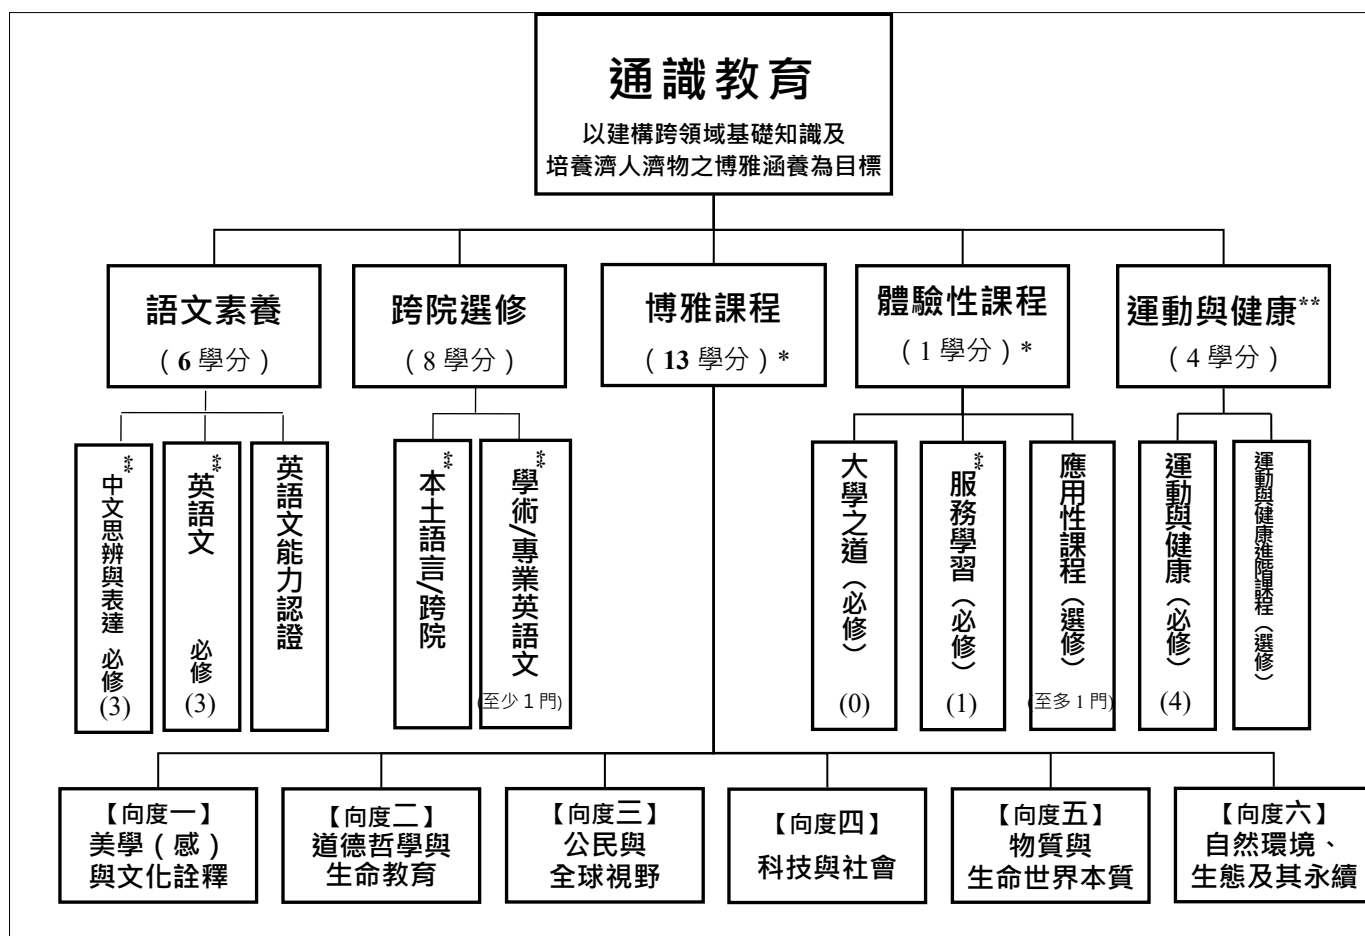 通識教育
以建構跨領域基礎知識及
培養濟人濟物之博雅涵養為目標
語文素養
（6 學分）
跨院選修
（8 學分）
博雅課程
（13 學分）*
體驗性課程
（1 學分）*
運動與健康**
（4 學分）
**中文思辨與表達 必修
(3)
**英語文 必修
(3)
英語文能力認證
**本土語言/跨院
**學術/專業英語文
(至少 1 門)
大學之道（必修）
(0)
**服務學習（必修）
(1)
應用性課程（選修）
(至多 1 門)
運動與健康（必修）
(4)
運動與健康進階課程（選修）
【向度一】
美學（感）
與文化詮釋
【向度二】
道德哲學與
生命教育
【向度三】
公民與
全球視野
【向度四】
科技與社會
【向度五】
物質與
生命世界本質
【向度六】
自然環境、
生態及其永續